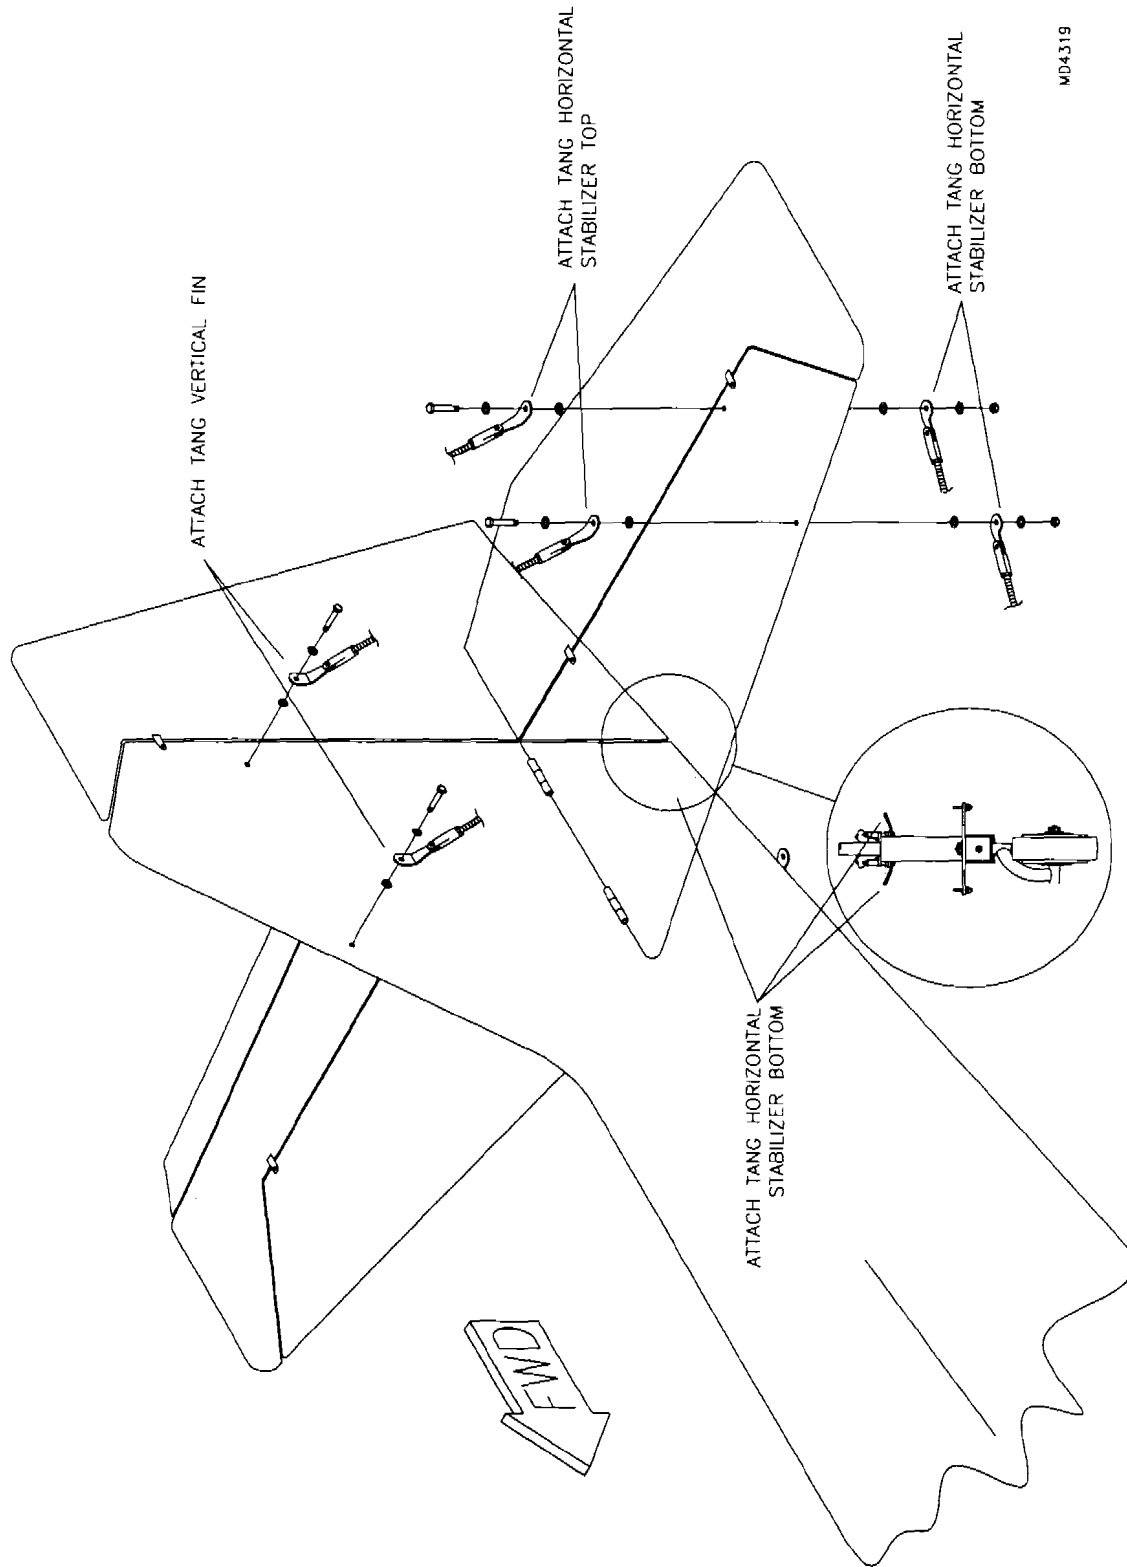 ATTACH TANG VERTICAL FIN
ATTACH TANG HORIZONTAL
STABILIZER TOP
ATTACH TANG HORIZONTAL
STABILIZER BOTTOM
ATTACH TANG HORIZONTAL
STABILIZER BOTTOM
FWD
MD4319